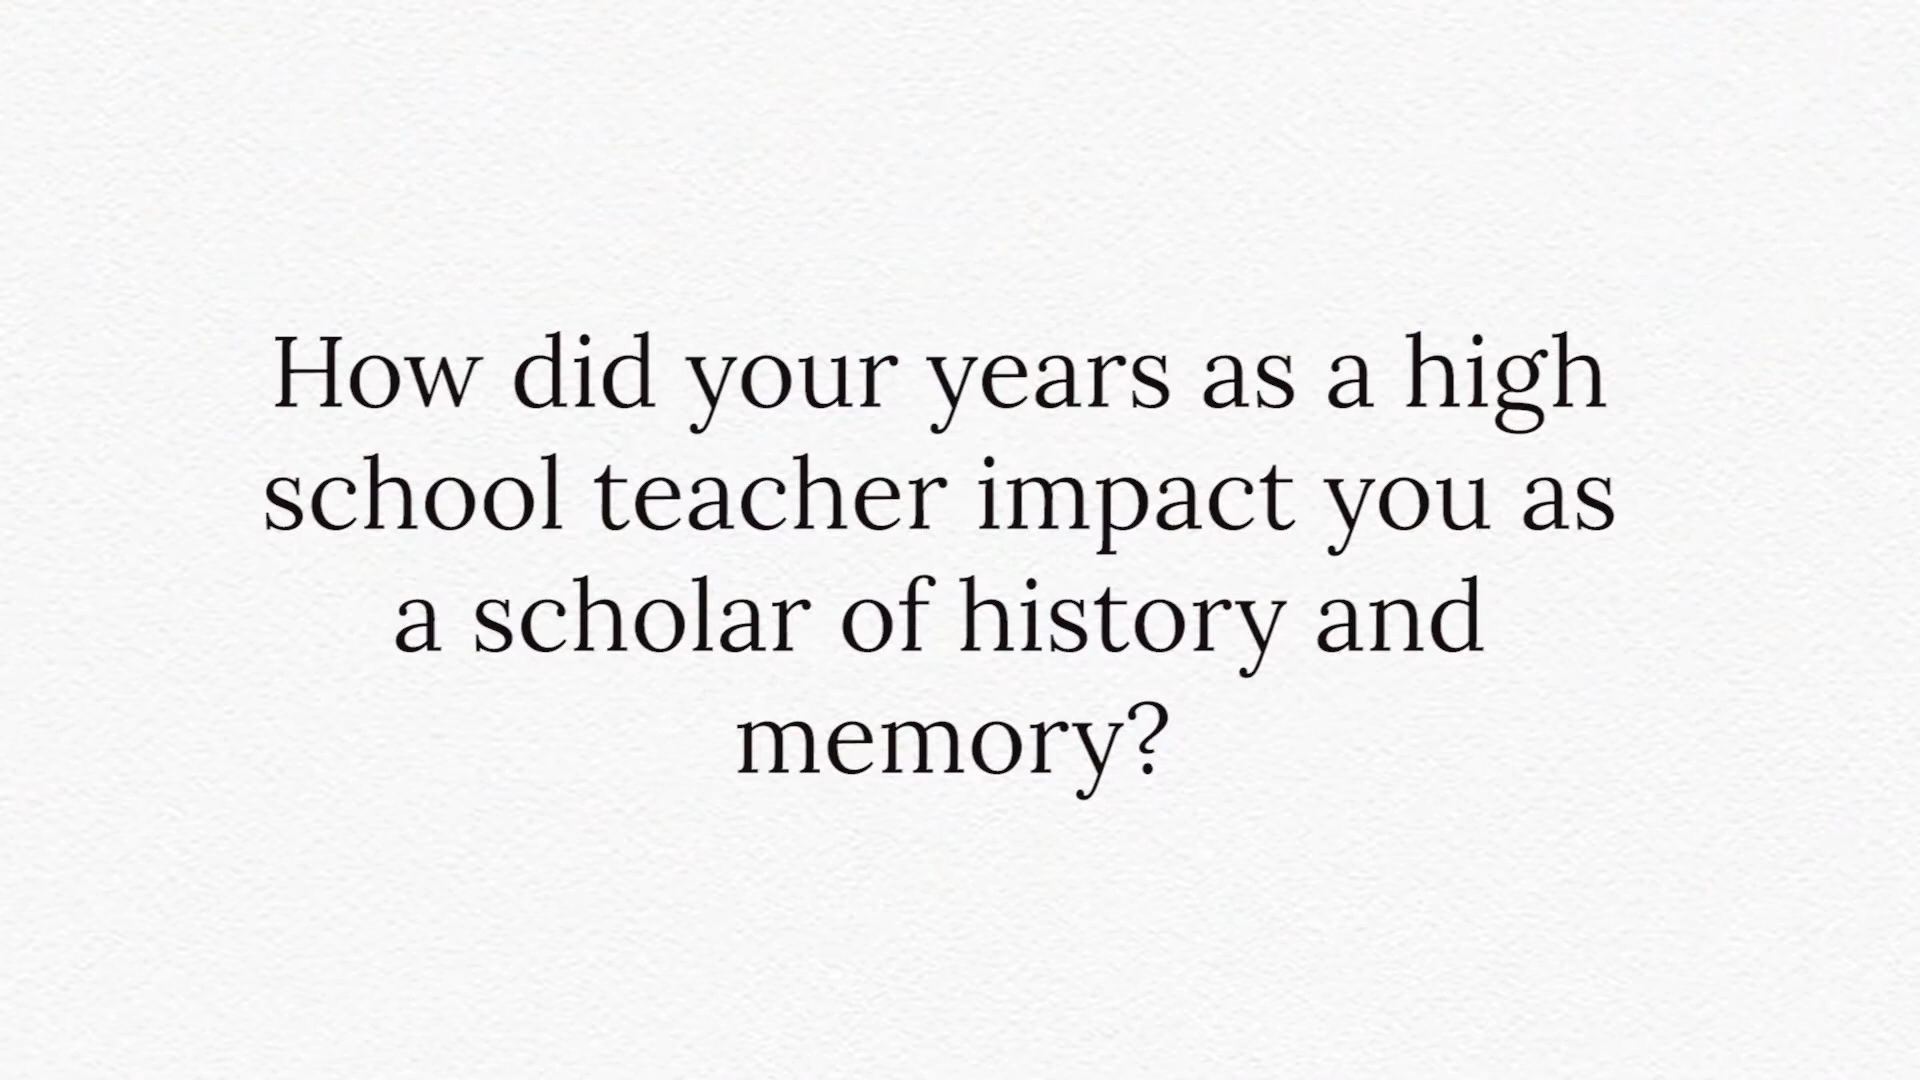 How did your years as a high
school teacher impact you as
a scholar of history and
memory?